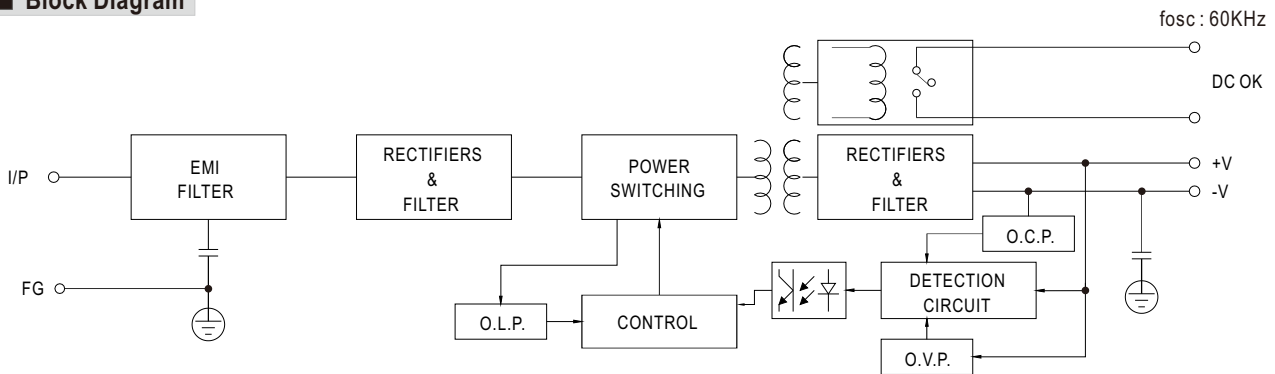 ■ Block Diagram
fosc : 60KHz
DC OK
I/P
EMI
FILTER
RECTIFIERS
&
FILTER
POWER
SWITCHING
RECTIFIERS
&
FILTER
+V
-V
O.C.P.
FG
O.L.P.
CONTROL
DETECTION
CIRCUIT
O.V.P.